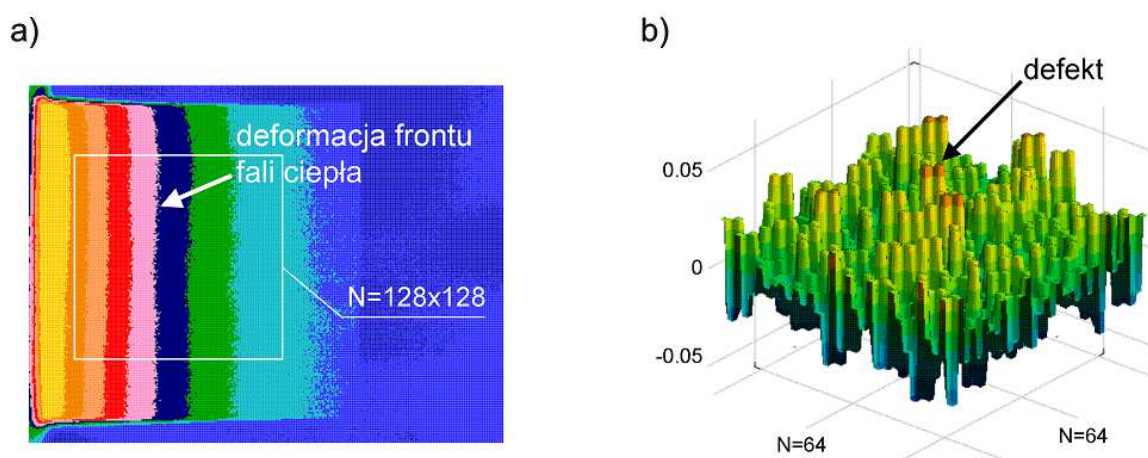 a)
deformacja frontu
fali ciepła
N=128x128
b)
defekt
0.05
0
-0.05
N=64
N=64